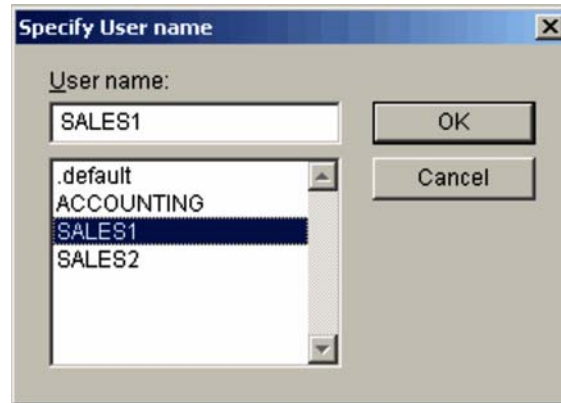 Specify User name
User name:
SALES1
OK
.default
Cancel
ACCOUNTING
SALES1
SALES2